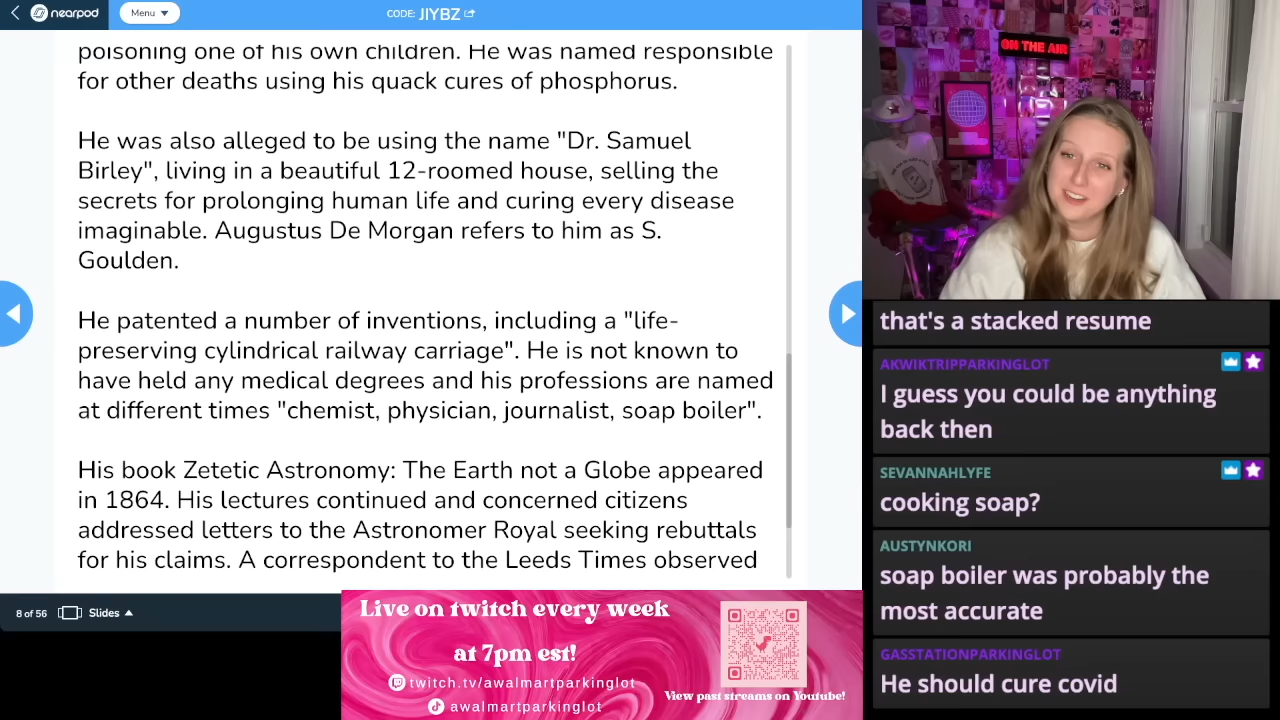 nearpod
Menu
CODE: JIYBZ
poisoning one of his own children. He was named responsible
for other deaths using his quack cures of phosphorus.
He was also alleged to be using the name "Dr. Samuel
Birley", living in a beautiful 12-roomed house, selling the
secrets for prolonging human life and curing every disease
imaginable. Augustus De Morgan refers to him as S.
Goulden.
He patented a number of inventions, including a "life-
preserving cylindrical railway carriage". He is not known to
have held any medical degrees and his professions are named
at different times "chemist, physician, journalist, soap boiler".
His book Zetetic Astronomy: The Earth not a Globe appeared
in 1864. His lectures continued and concerned citizens
addressed letters to the Astronomer Royal seeking rebuttals
for his claims. A correspondent to the Leeds Times observed
8 of 56
Slides
Live on twitch every week
at 7pm est!
twitch.tv/awalmartparkinglot
awalmartparkinglot
View past streams on Youtube!
ON THE AIR
that's a stacked resume
AKWIKTRIPPARKINGLOT
I guess you could be anything
back then
SEVANNAHLYFE
cooking soap?
AUSTYNKORI
soap boiler was probably the
most accurate
GASSTATIONPARKINGLOT
He should cure covid